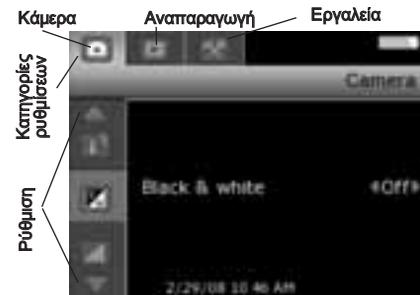 Κάμερα
Αναπαραγωγή
Εργαλεία
Κατηγορίες
ρυθμίσεων
Camera
Ρύθμιση
Black & white
Off
2/29/08 10:46 AM